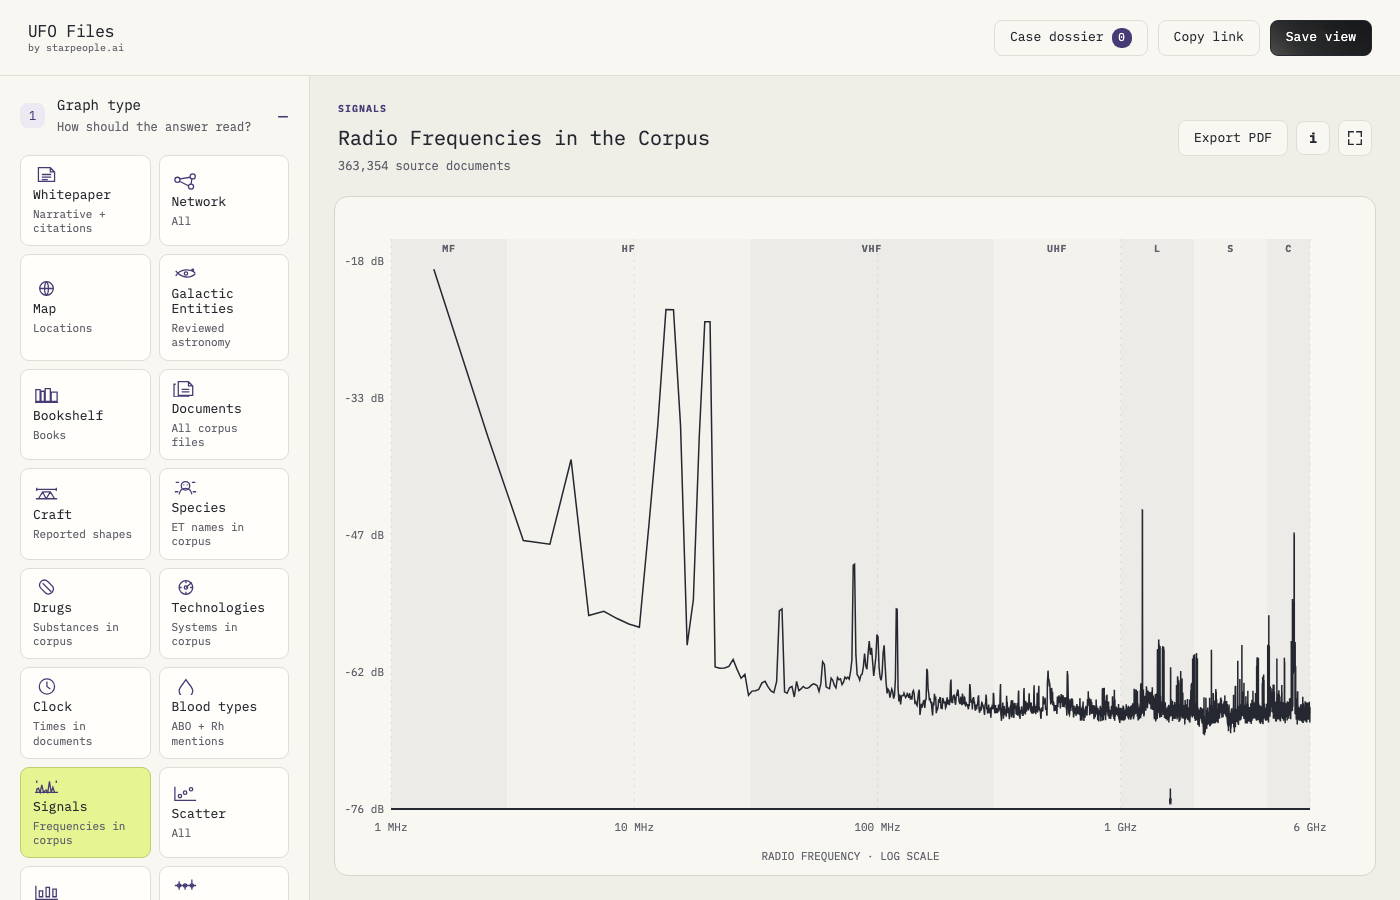 UFO Files
by starpeople.ai
Case dossier 0
Copy link
Save view
1
Graph type
How should the answer read?
Whitepaper
Narrative +
citations
Network
All
Map
Locations
Galactic
Entities
Reviewed
astronomy
Bookshelf
Books
Documents
All corpus
files
Craft
Reported shapes
Species
ET names in
corpus
Drugs
Substances in
corpus
Technologies
Systems in
corpus
Clock
Times in
documents
Blood types
ABO + Rh
mentions
Signals
Frequencies in
corpus
Scatter
All
SIGNALS
Radio Frequencies in the Corpus
363,354 source documents
Export PDF
i
MF HF VHF UHF L S C
-18 dB
-33 dB
-47 dB
-62 dB
-76 dB
1 MHz 10 MHz 100 MHz 1 GHz 6 GHz
RADIO FREQUENCY · LOG SCALE